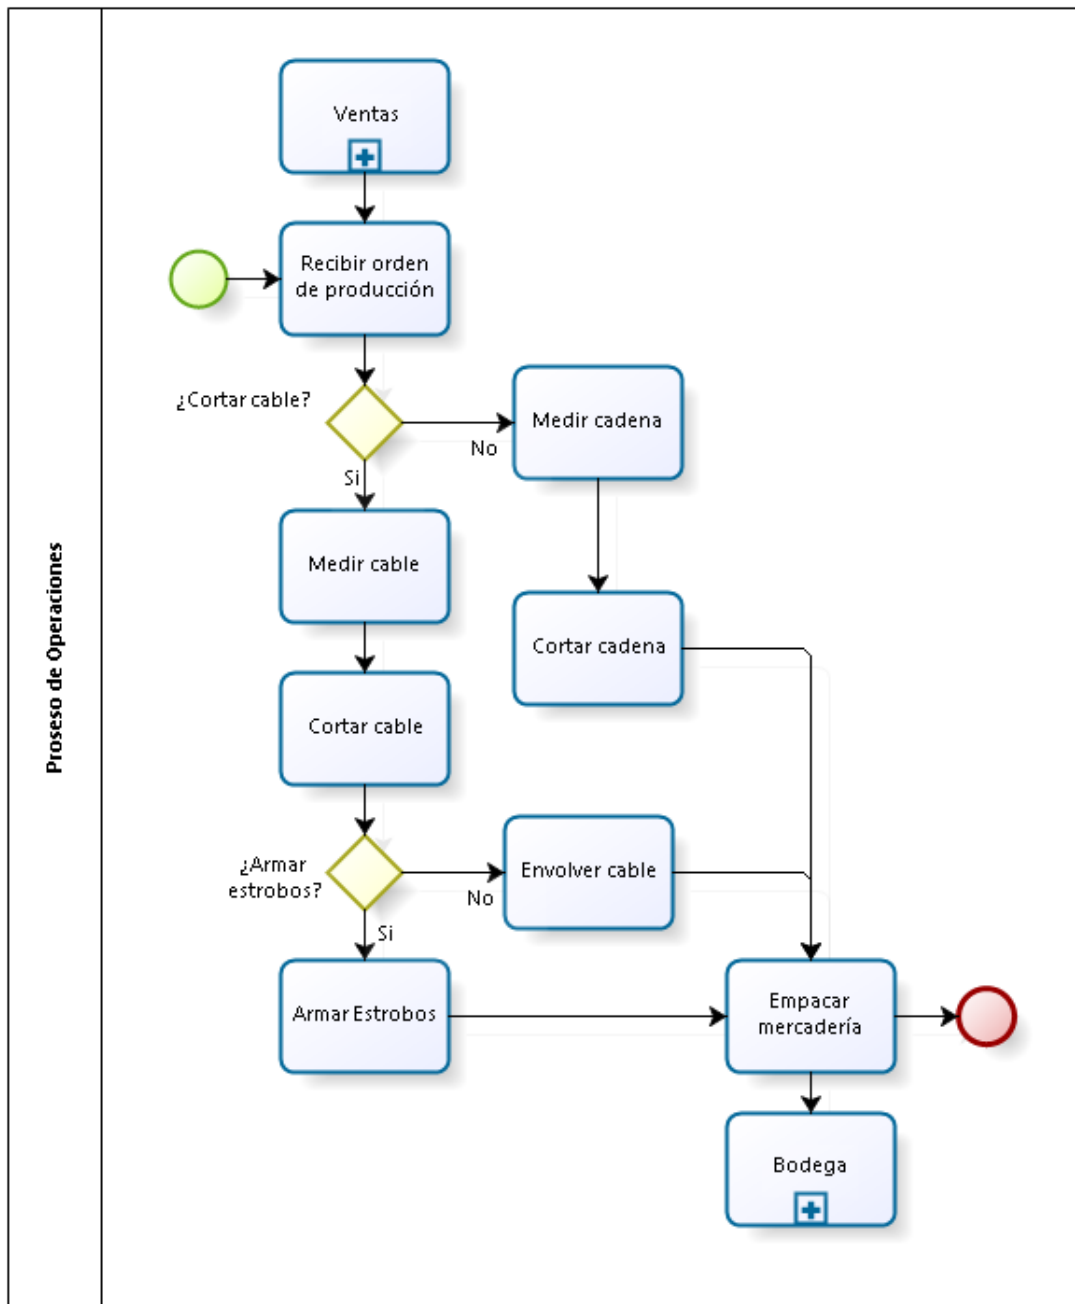 Proseso de Operaciones
Ventas
Recibir orden
de producción
¿Cortar cable?
No
Medir cadena
Si
Medir cable
Cortar cadena
Cortar cable
¿Armar
estrobos?
No
Envolver cable
Si
Armar Estrobos
Empacar
mercadería
Bodega